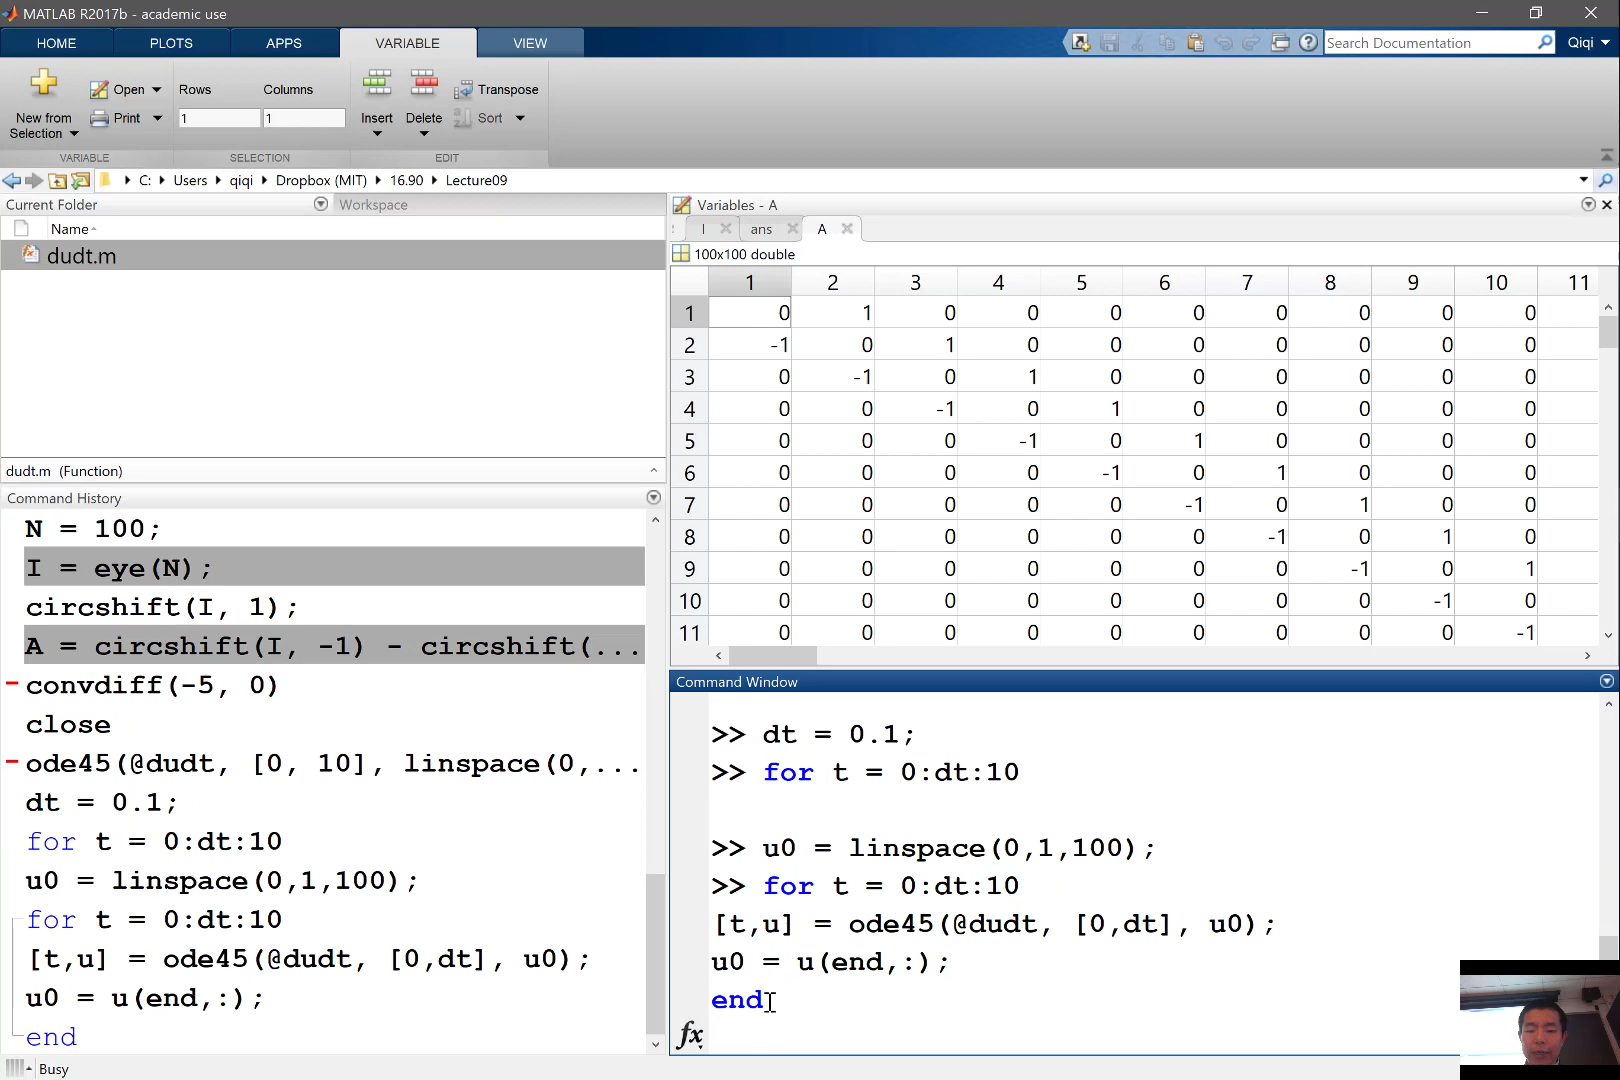 MATLAB R2017b - academic use
HOME PLOTS APPS VARIABLE VIEW
Search Documentation Qiqi
New from Selection
Open
Print
Rows Columns
1 1
Insert Delete
Transpose
Sort
VARIABLE SELECTION EDIT
C: Users qiqi Dropbox (MIT) 16.90 Lecture09
Current Folder Workspace
Name
dudt.m
dudt.m (Function)
Command History
N = 100;
I = eye(N);
circshift(I, 1);
A = circshift(I, -1) - circshift(...
convdiff(-5, 0)
close
ode45(@dudt, [0, 10], linspace(0,...
dt = 0.1;
for t = 0:dt:10
u0 = linspace(0,1,100);
for t = 0:dt:10
[t,u] = ode45(@dudt, [0,dt], u0);
u0 = u(end,:);
end
Busy
Variables - A
I ans A
100x100 double
1 2 3 4 5 6 7 8 9 10 11
1 0 1 0 0 0 0 0 0 0 0
2 -1 0 1 0 0 0 0 0 0 0
3 0 -1 0 1 0 0 0 0 0 0
4 0 0 -1 0 1 0 0 0 0 0
5 0 0 0 -1 0 1 0 0 0 0
6 0 0 0 0 -1 0 1 0 0 0
7 0 0 0 0 0 -1 0 1 0 0
8 0 0 0 0 0 0 -1 0 1 0
9 0 0 0 0 0 0 0 -1 0 1
10 0 0 0 0 0 0 0 0 -1 0
11 0 0 0 0 0 0 0 0 0 -1
Command Window
>> dt = 0.1;
>> for t = 0:dt:10
>> u0 = linspace(0,1,100);
>> for t = 0:dt:10
[t,u] = ode45(@dudt, [0,dt], u0);
u0 = u(end,:);
end
fx